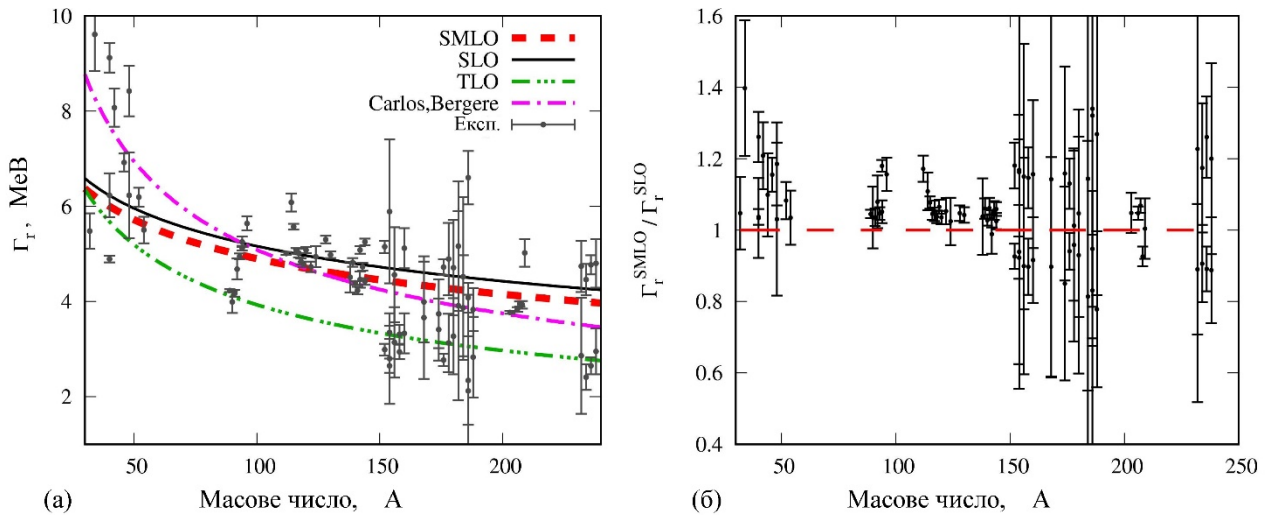 10
8
6
4
2
Γr, МеВ
SMLO
SLO
TLO
Carlos,Bergere
Експ.
50
100
150
200
(а)
Масове число, А
1.6
1.4
1.2
1
0.8
0.6
0.4
Γr^SMLO / Γr^SLO
50
100
150
200
250
(б)
Масове число, А